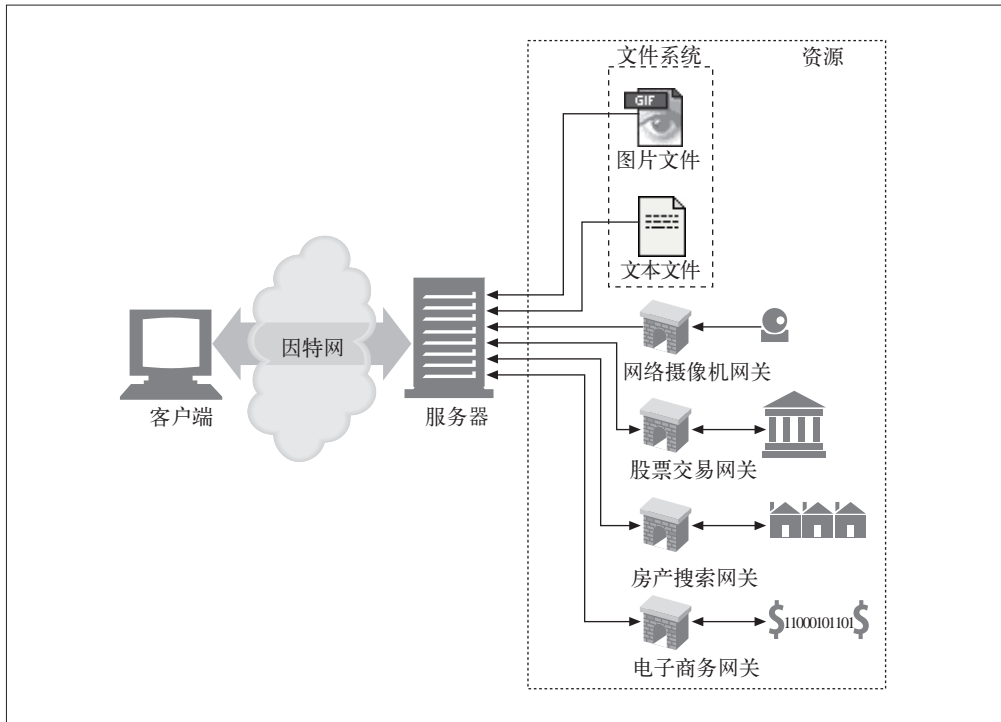 文件系统
资源
GIF
图片文件
文本文件
因特网
客户端
服务器
网络摄像机网关
股票交易网关
房产搜索网关
$11000101101$
电子商务网关